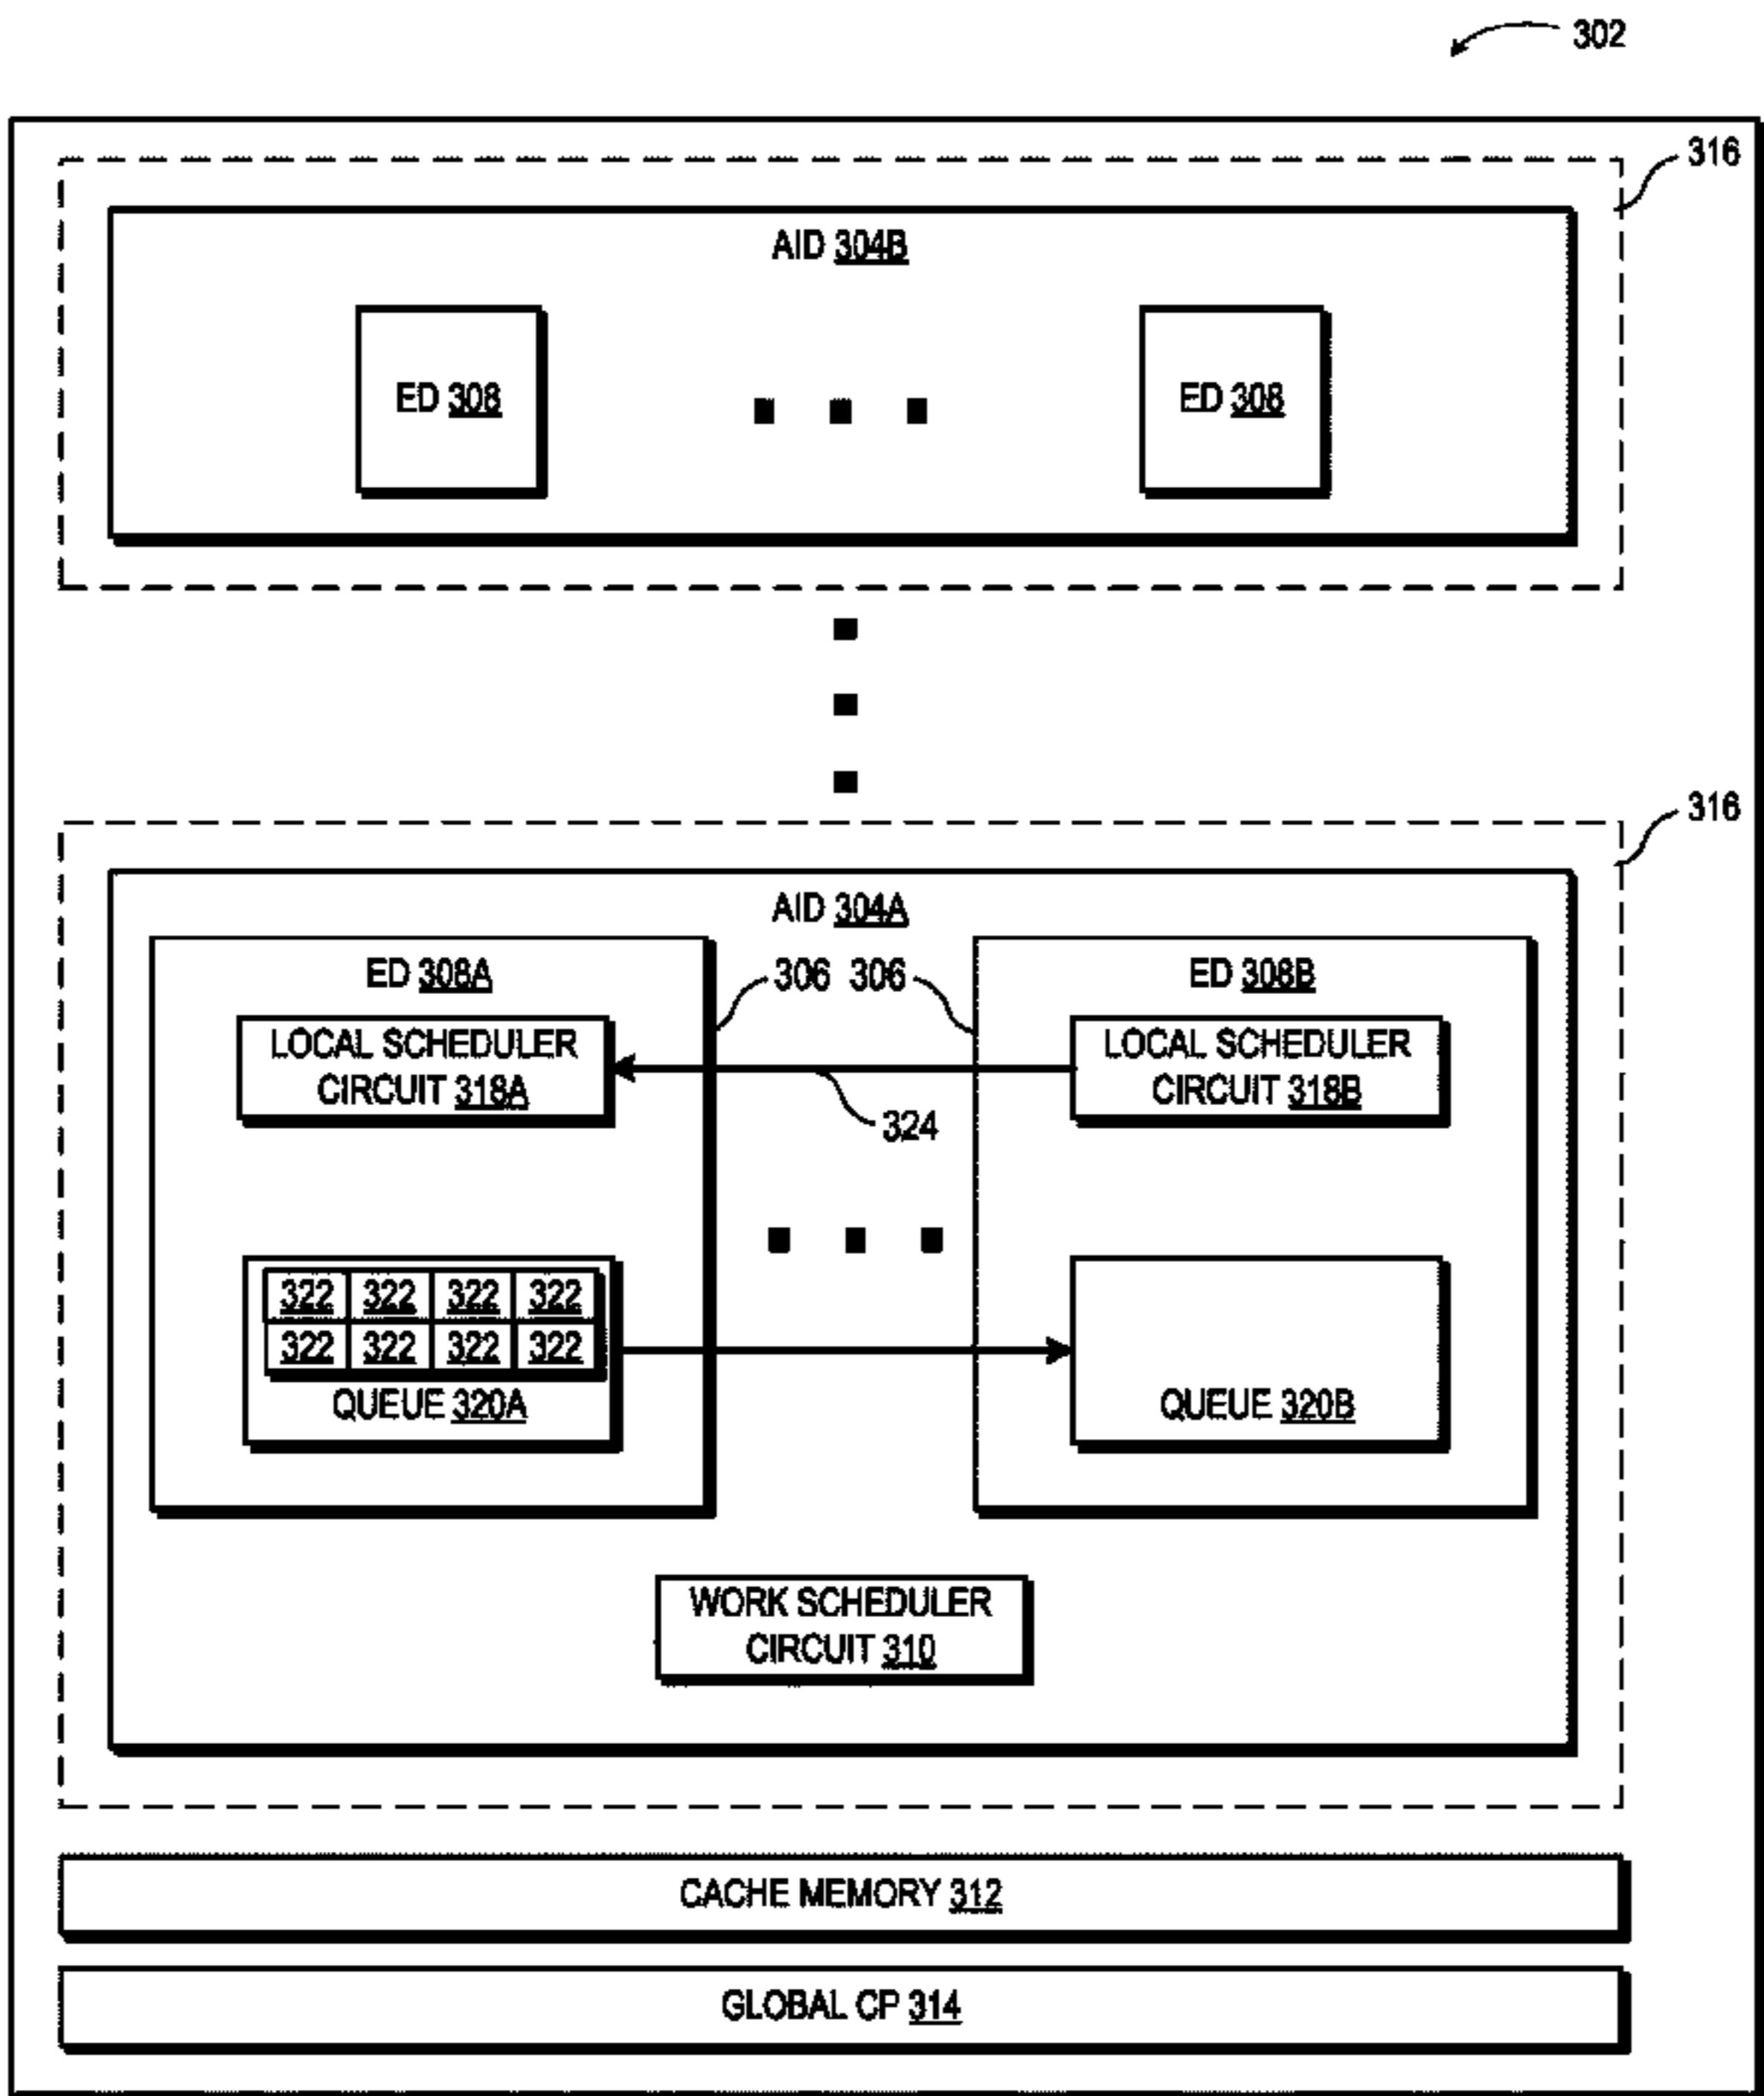 302
316
AID 304B
ED 308
ED 308
316
AID 304A
ED 308A
306 306
ED 308B
LOCAL SCHEDULER
CIRCUIT 318A
LOCAL SCHEDULER
CIRCUIT 318B
324
322 322 322 322
322 322 322 322
QUEUE 320A
QUEUE 320B
WORK SCHEDULER
CIRCUIT 310
CACHE MEMORY 312
GLOBAL CP 314